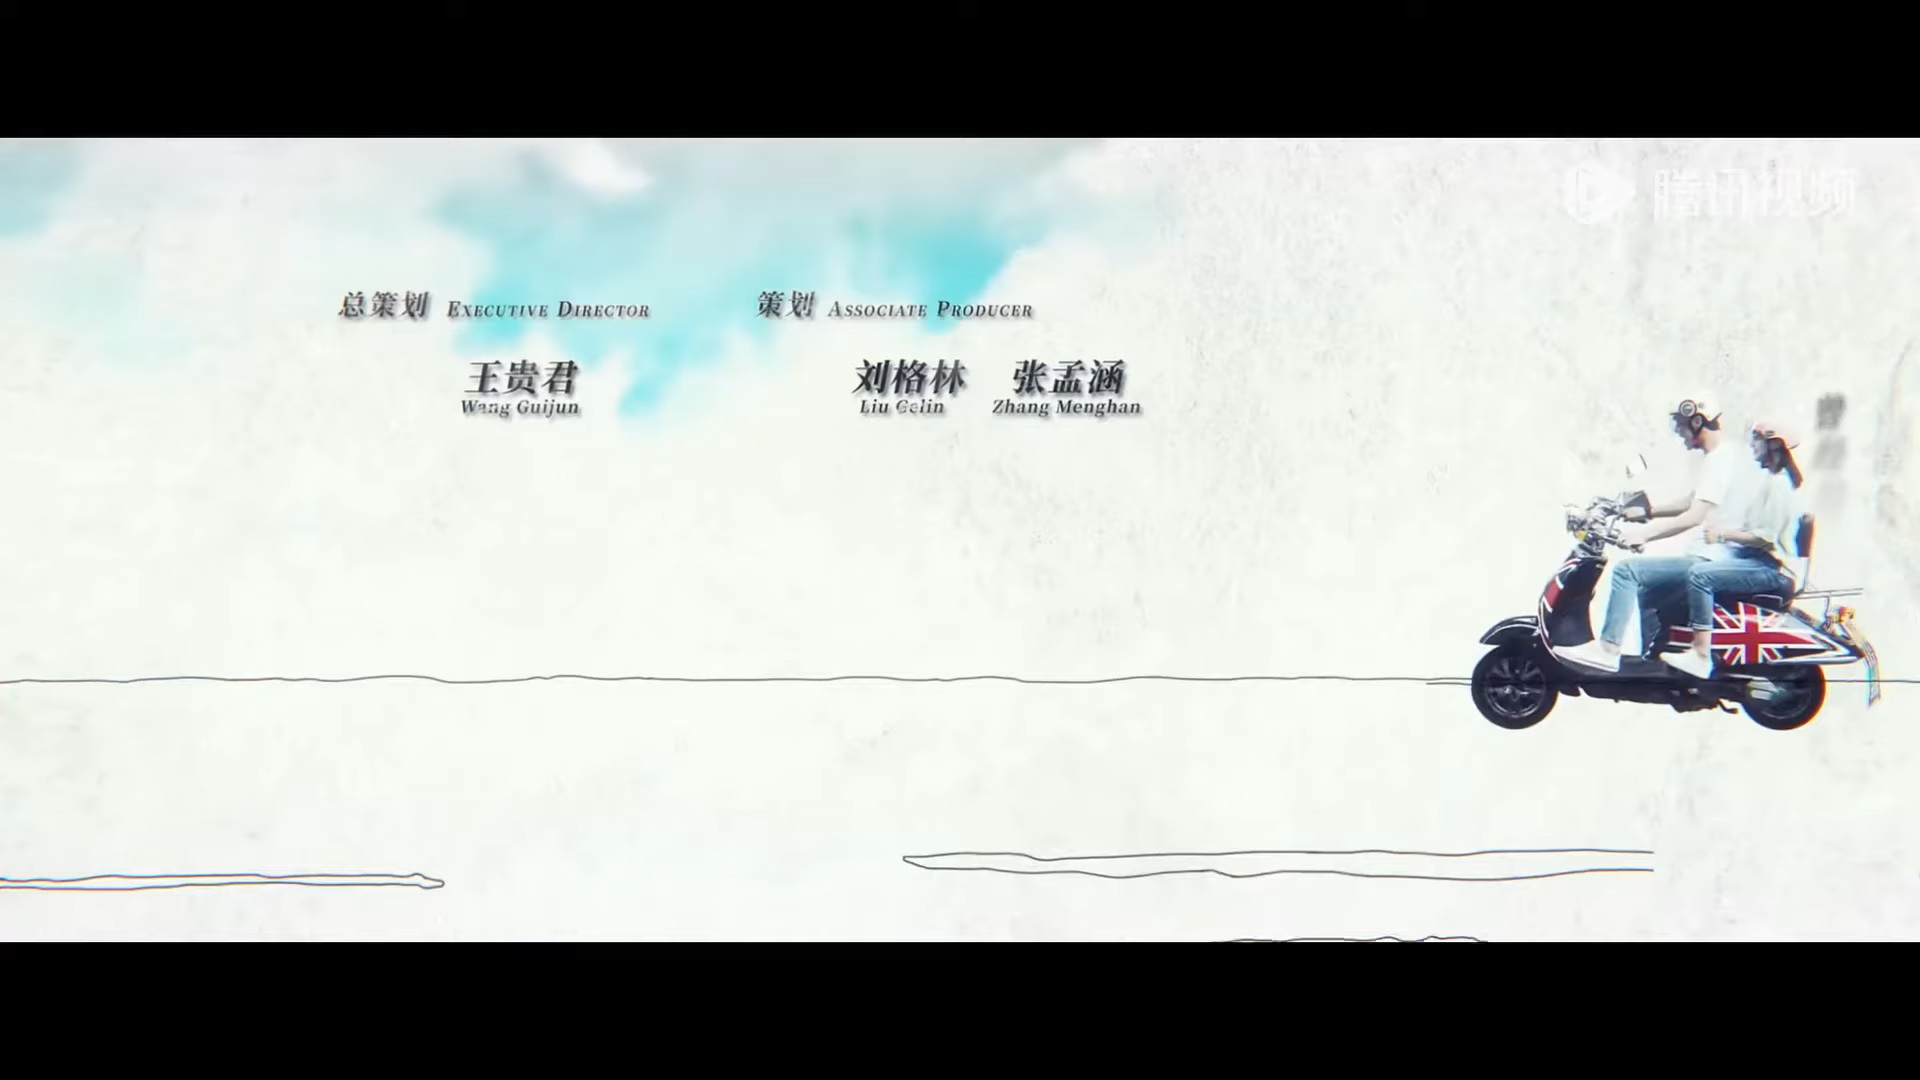 腾讯视频
总策划 EXECUTIVE DIRECTOR
王贵君
Wang Guijun
策划 ASSOCIATE PRODUCER
刘格林 张孟涵
Liu Gelin Zhang Menghan